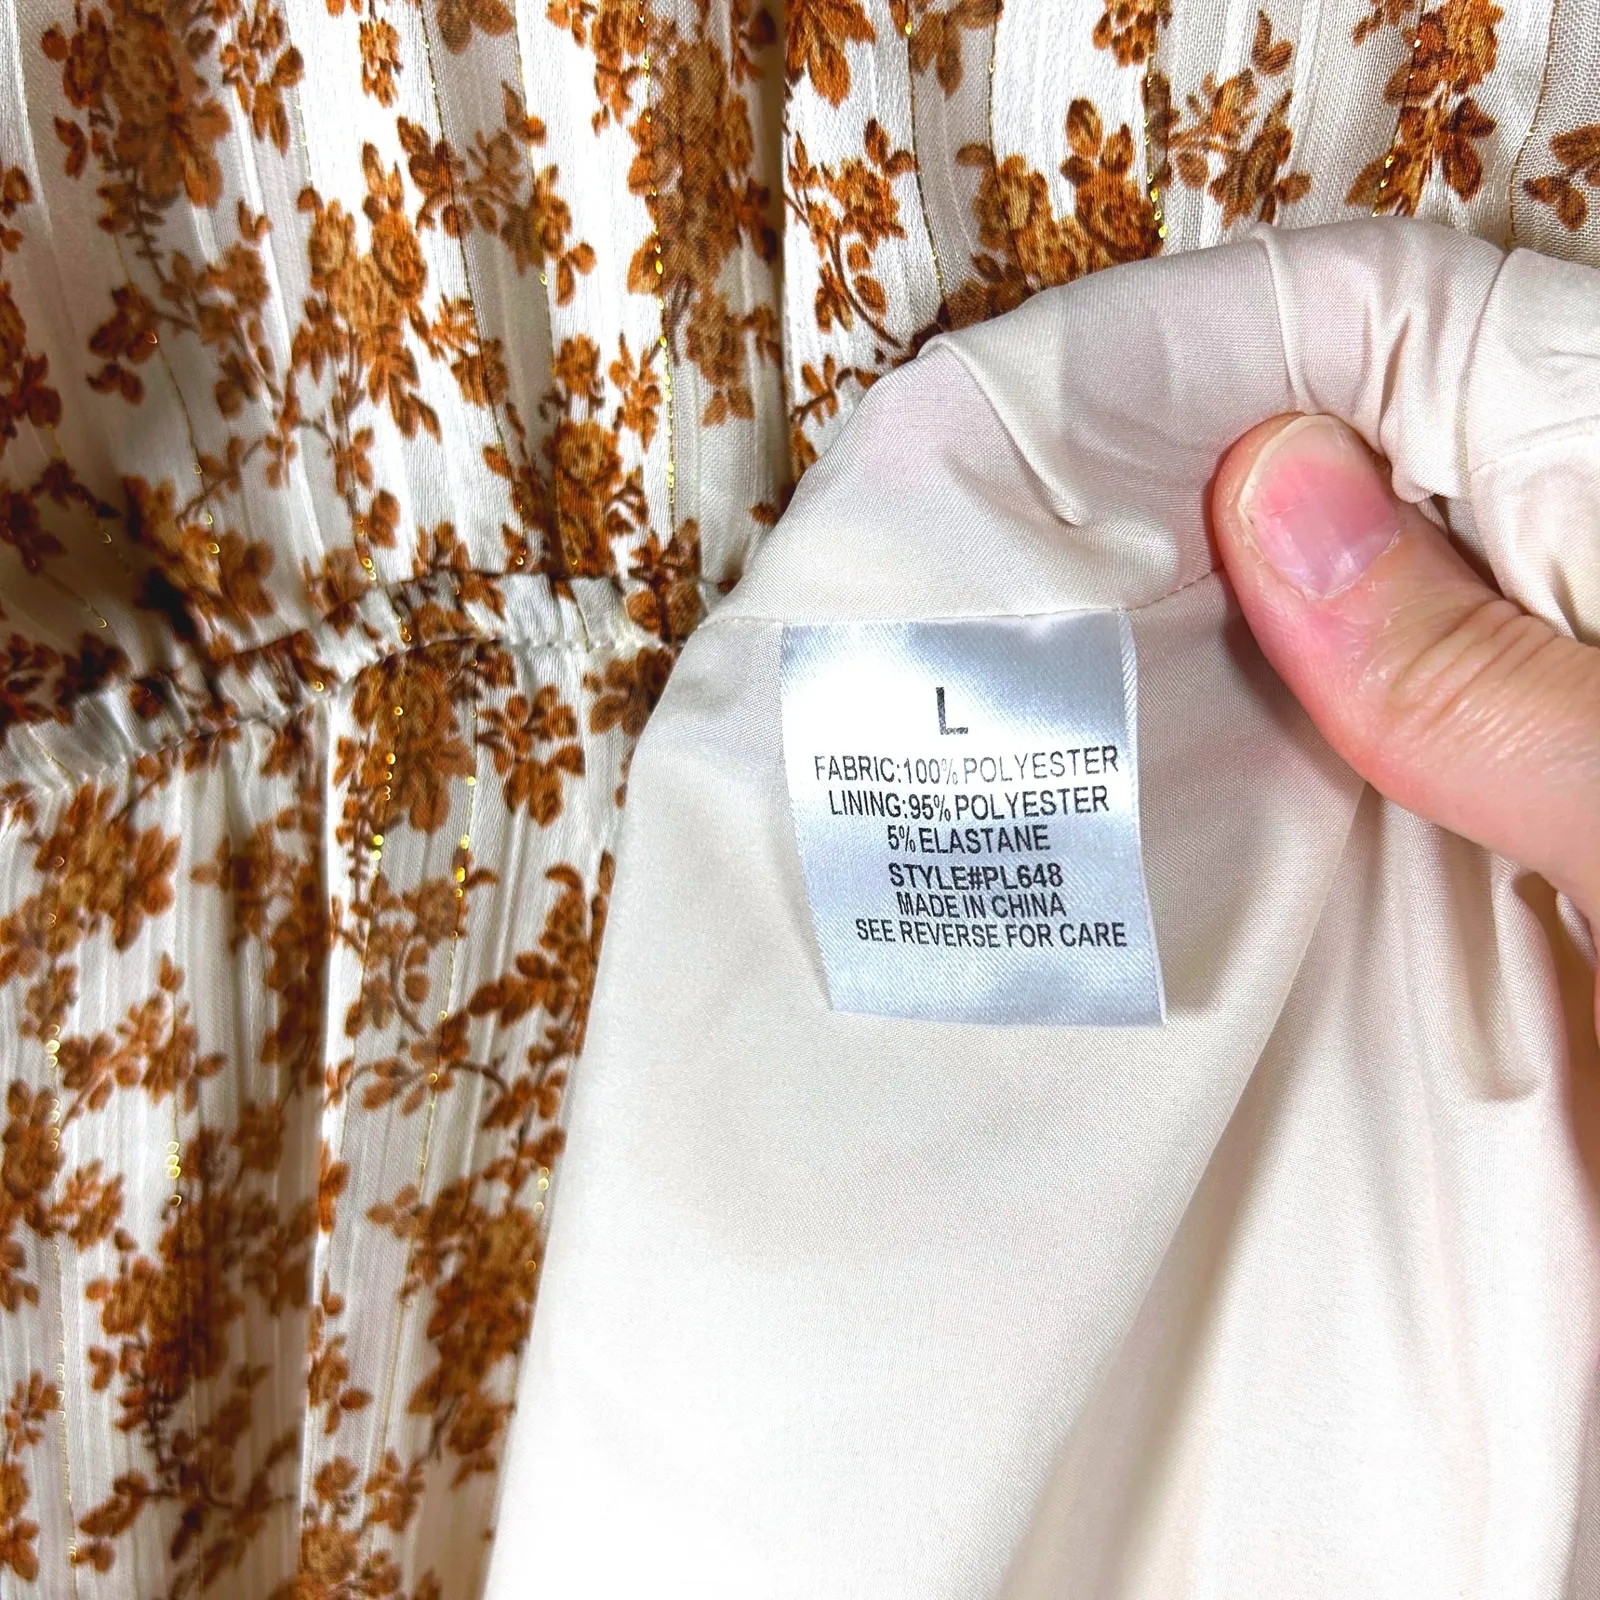 L
FABRIC:100% POLYESTER
LINING:95% POLYESTER
5% ELASTANE
STYLE#PL648
MADE IN CHINA
SEE REVERSE FOR CARE